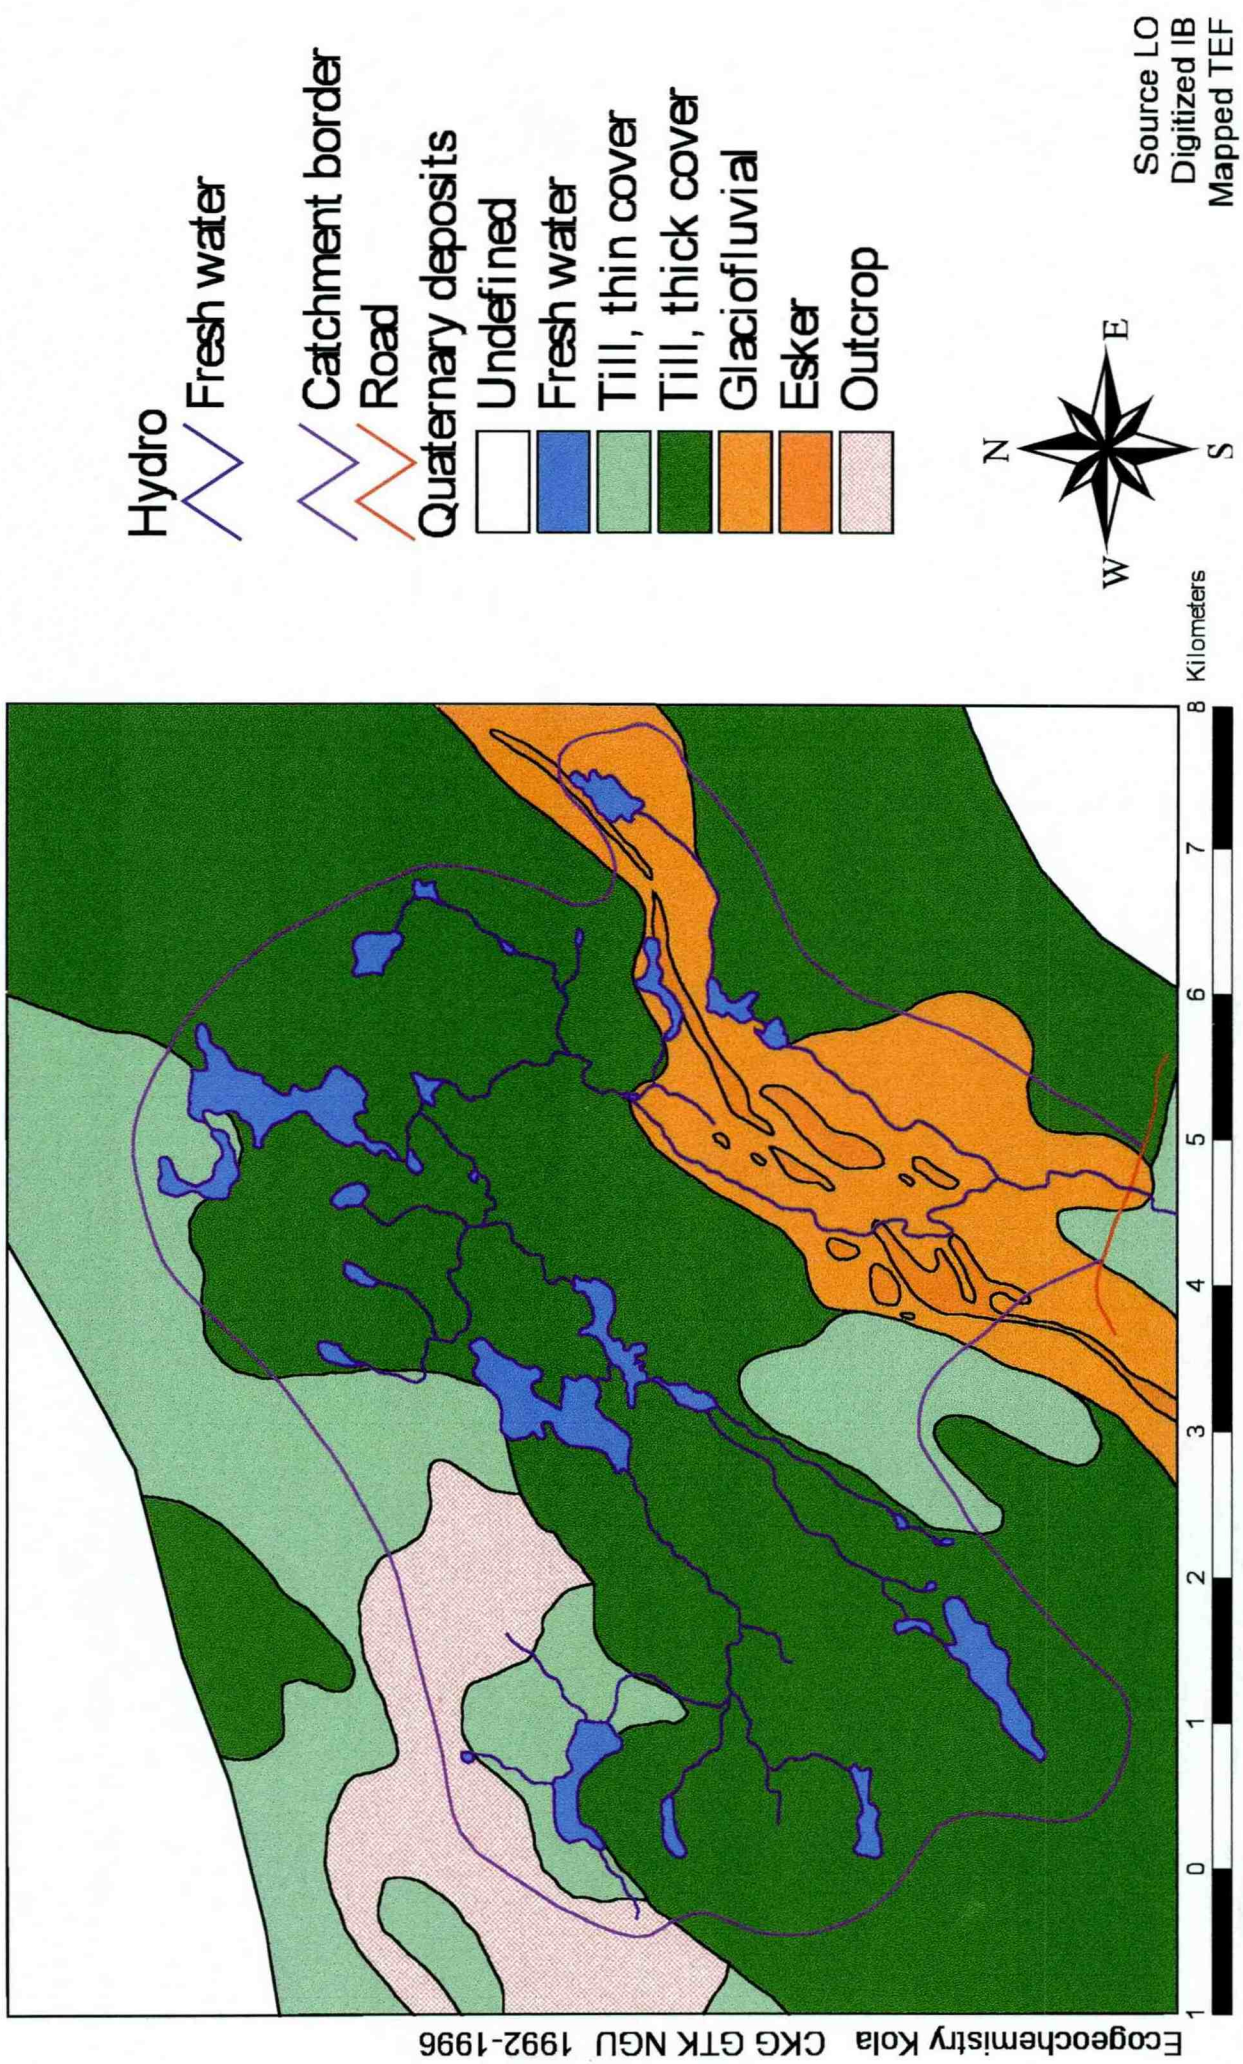 Hydro
Fresh water
Catchment border
Road
Quaternary deposits
Undefined
Fresh water
Till, thin cover
Till, thick cover
Glaciofluvial
Esker
Outcrop
N
W
E
S
1 0 1 2 3 4 5 6 7 8 Kilometers
Source LO
Digitized IB
Mapped TEF
Ecogeochemistry Kola CKG GTK NGU 1992-1996